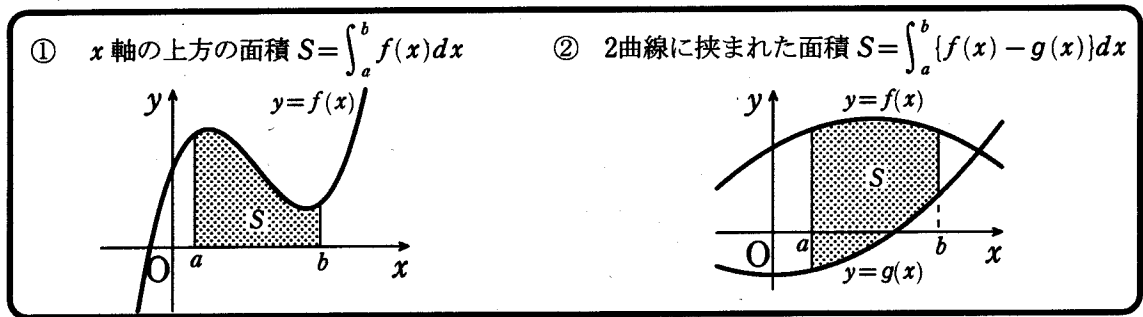 ① x 軸の上方の面積 S=∫_a^b f(x)dx
y
y=f(x)
S
O
a
b
x
② 2曲線に挟まれた面積 S=∫_a^b {f(x)−g(x)}dx
y
y=f(x)
S
a
O
b
x
y=g(x)